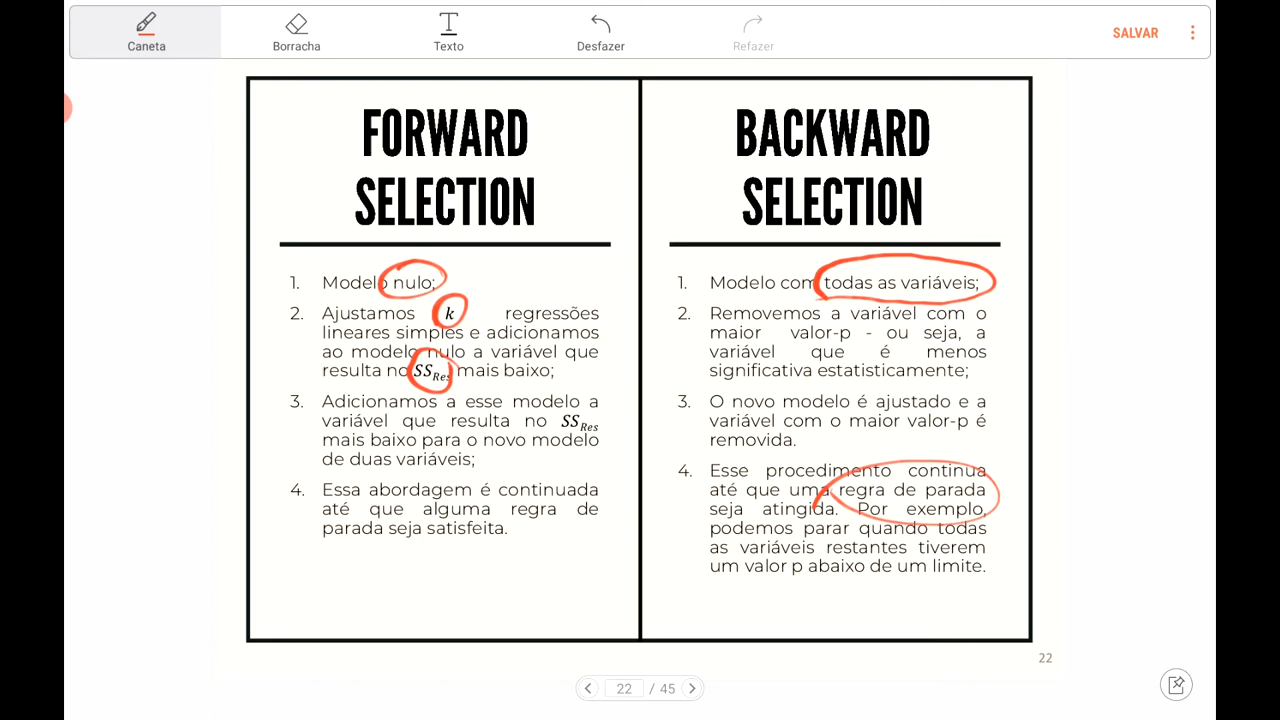 Caneta
Borracha
Texto
Desfazer
Refazer
SALVAR
FORWARD
SELECTION
1. Modelo nulo;
2. Ajustamos k regressões
lineares simples e adicionamos
ao modelo nulo a variável que
resulta no SSRes mais baixo;
3. Adicionamos a esse modelo a
variável que resulta no SSRes
mais baixo para o novo modelo
de duas variáveis;
4. Essa abordagem é continuada
até que alguma regra de
parada seja satisfeita.
BACKWARD
SELECTION
1. Modelo com todas as variáveis;
2. Removemos a variável com o
maior valor-p - ou seja, a
variável que é menos
significativa estatisticamente;
3. O novo modelo é ajustado e a
variável com o maior valor-p é
removida.
4. Esse procedimento continua
até que uma regra de parada
seja atingida. Por exemplo,
podemos parar quando todas
as variáveis restantes tiverem
um valor p abaixo de um limite.
22
22 / 45